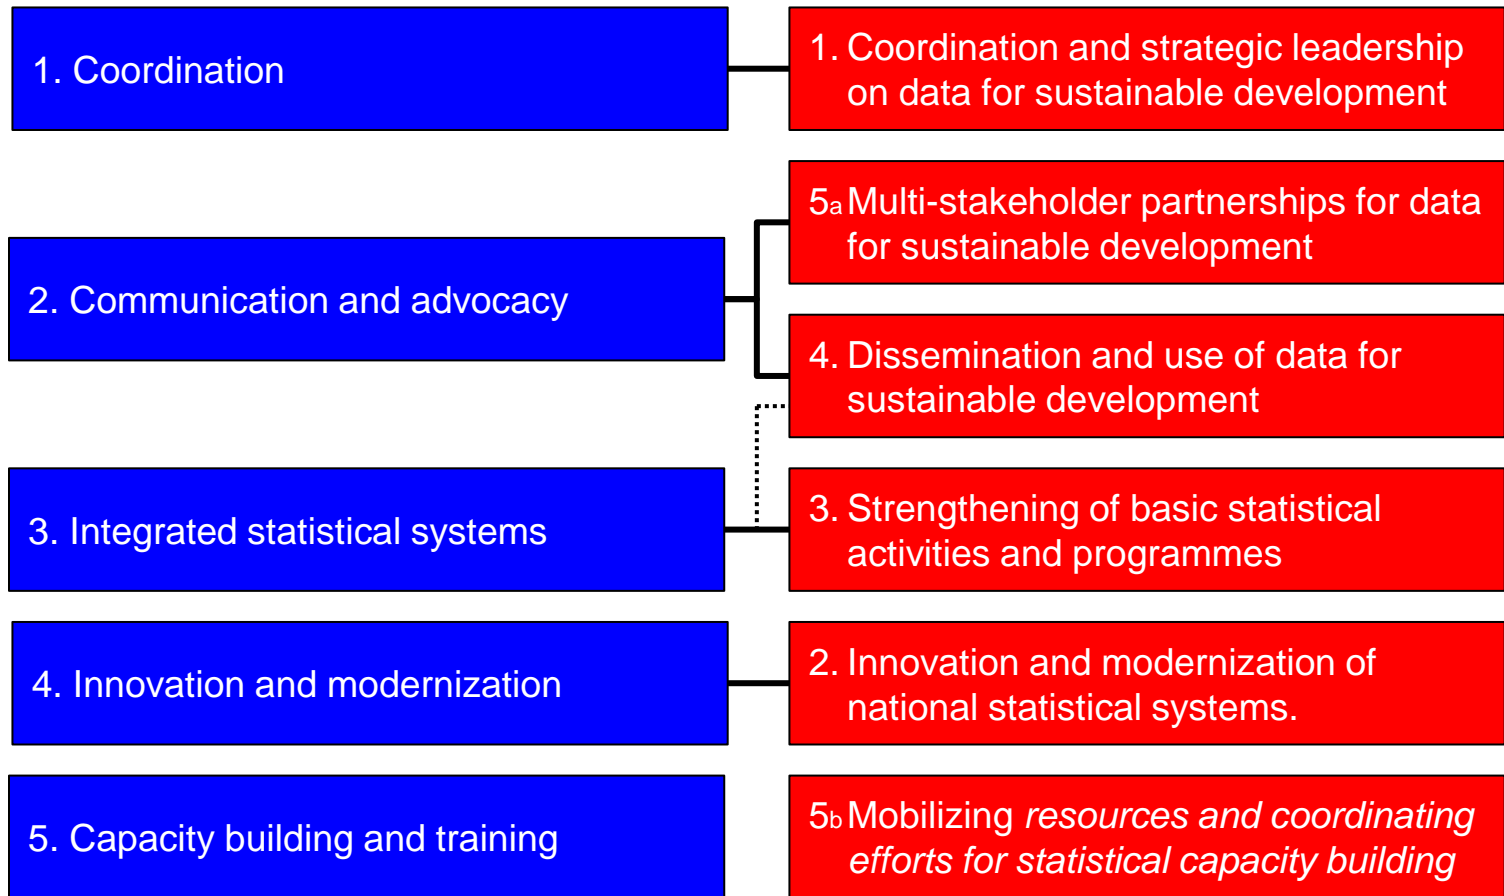 1. Coordination
1. Coordination and strategic leadership
on data for sustainable development
2. Communication and advocacy
5a Multi-stakeholder partnerships for data
for sustainable development
4. Dissemination and use of data for
sustainable development
3. Integrated statistical systems
3. Strengthening of basic statistical
activities and programmes
4. Innovation and modernization
2. Innovation and modernization of
national statistical systems.
5. Capacity building and training
5b Mobilizing resources and coordinating
efforts for statistical capacity building